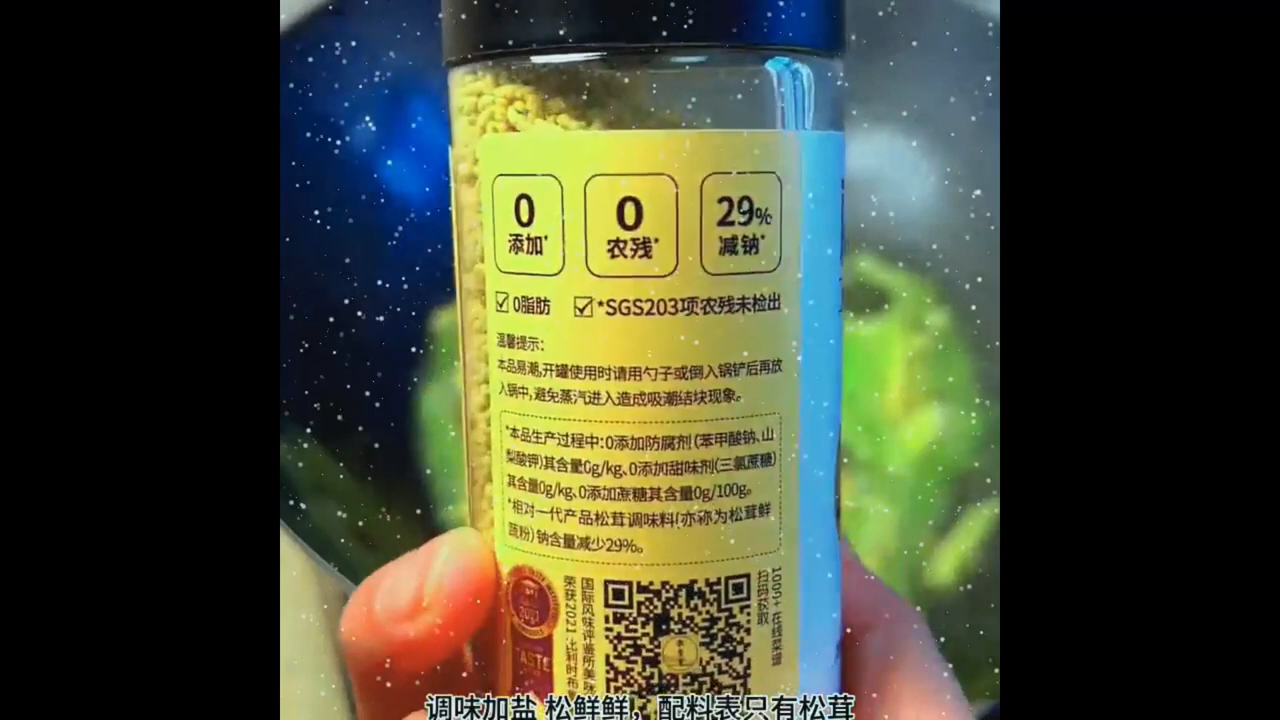 0
添加*
0
农残*
29%
减钠*
0脂肪
*SGS203项农残未检出
温馨提示:
本品易潮,开罐使用时请用勺子或倒入锅铲后再放
入锅中,避免蒸汽进入造成吸潮结块现象。
*本品生产过程中:0添加防腐剂(苯甲酸钠、山
梨酸钾)其含量0g/kg、0添加甜味剂(三氯蔗糖)
其含量0g/kg、0添加蔗糖其含量0g/100g。
*相对一代产品松茸调味料(亦称为松茸鲜
蔬粉)钠含量减少29%。
国际风味评鉴所美味
荣获2021 比利时布
TASTE
1000+在线菜谱
扫码获取
调味加盐 松鲜鲜，配料表只有松茸